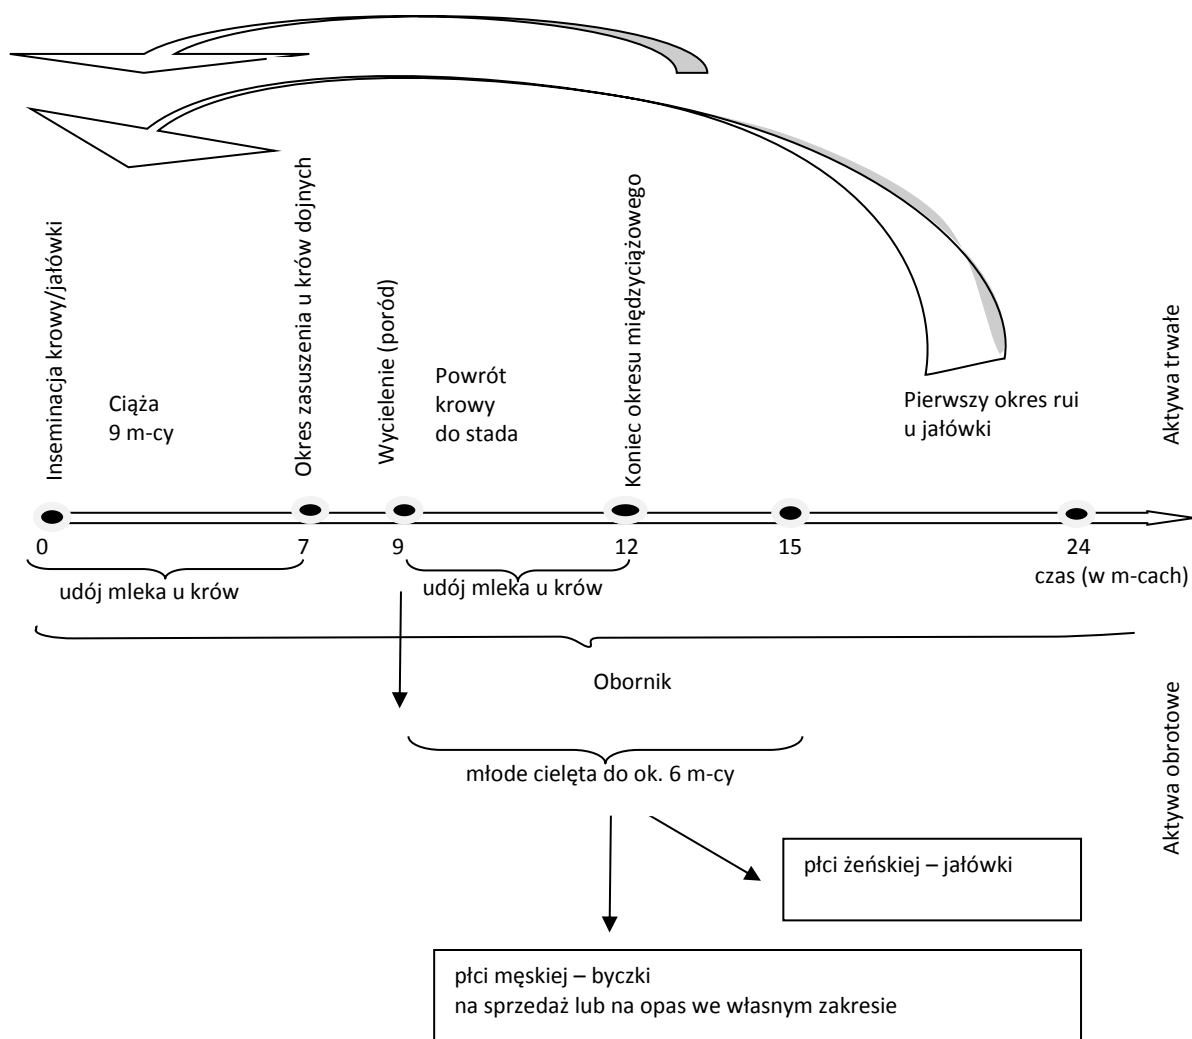 Inseminacja krowy/jałówki
Ciąża
9 m-cy
Okres zasuszenia u krów dojnych
Wycielenie (poród)
Powrót
krowy
do stada
Koniec okresu międzyciążowego
Pierwszy okres rui
u jałówki
Aktywa trwałe
0
7
9
12
15
24
czas (w m-cach)
udój mleka u krów
udój mleka u krów
Obornik
młode cielęta do ok. 6 m-cy
Aktywa obrotowe
płci żeńskiej – jałówki
płci męskiej – byczki
na sprzedaż lub na opas we własnym zakresie